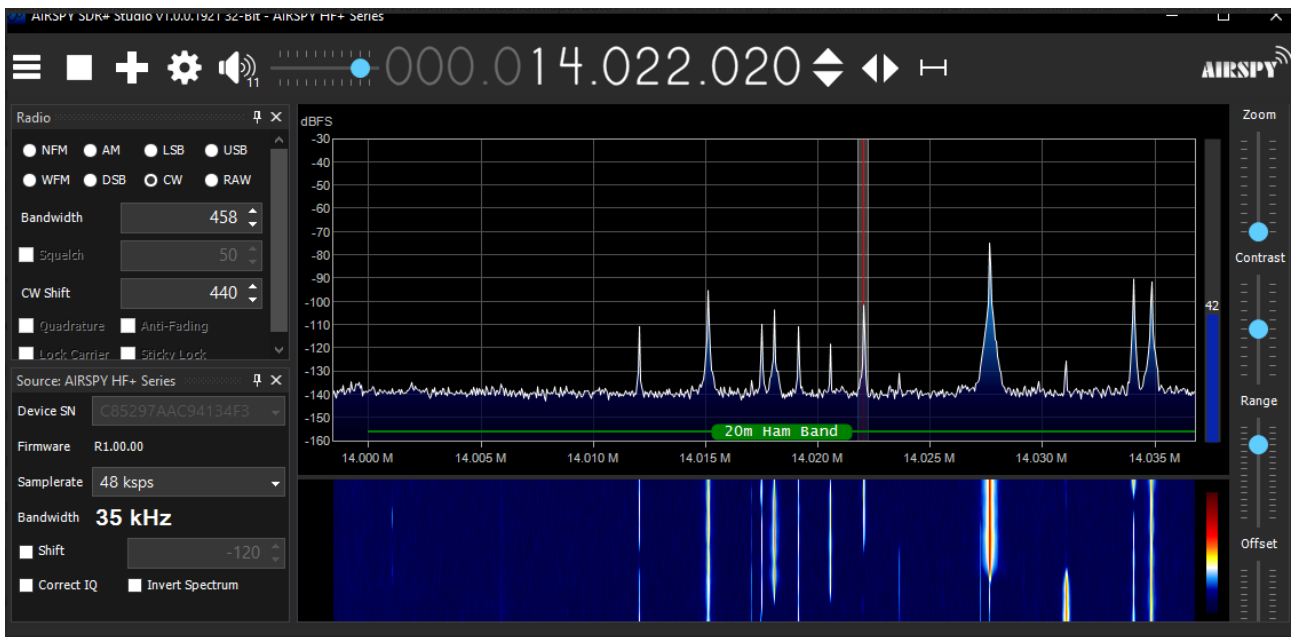 AIRSPY SDR# Studio v1.0.0.1921 32-Bit - AIRSPY HF+ Series
11
000.014.022.020
AIRSPY
Radio
NFM AM LSB USB
WFM DSB CW RAW
Bandwidth 458
Squelch 50
CW Shift 440
Quadrature Anti-Fading
Lock Carrier Sticky Lock
Source: AIRSPY HF+ Series
Device SN C85297AAC94134F3
Firmware R1.00.00
Samplerate 48 ksps
Bandwidth 35 kHz
Shift -120
Correct IQ Invert Spectrum
dBFS
-30
-40
-50
-60
-70
-80
-90
-100
-110
-120
-130
-140
-150
-160
20m Ham Band
14.000 M 14.005 M 14.010 M 14.015 M 14.020 M 14.025 M 14.030 M 14.035 M
42
Zoom
Contrast
Range
Offset